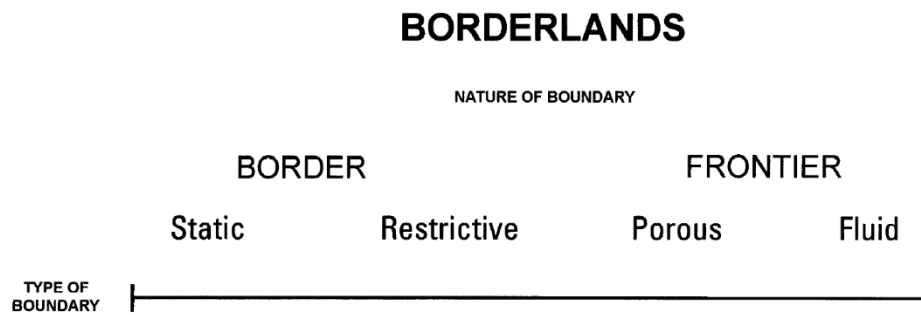 BORDERLANDS
NATURE OF BOUNDARY
BORDER FRONTIER
Static Restrictive Porous Fluid
TYPE OF
BOUNDARY